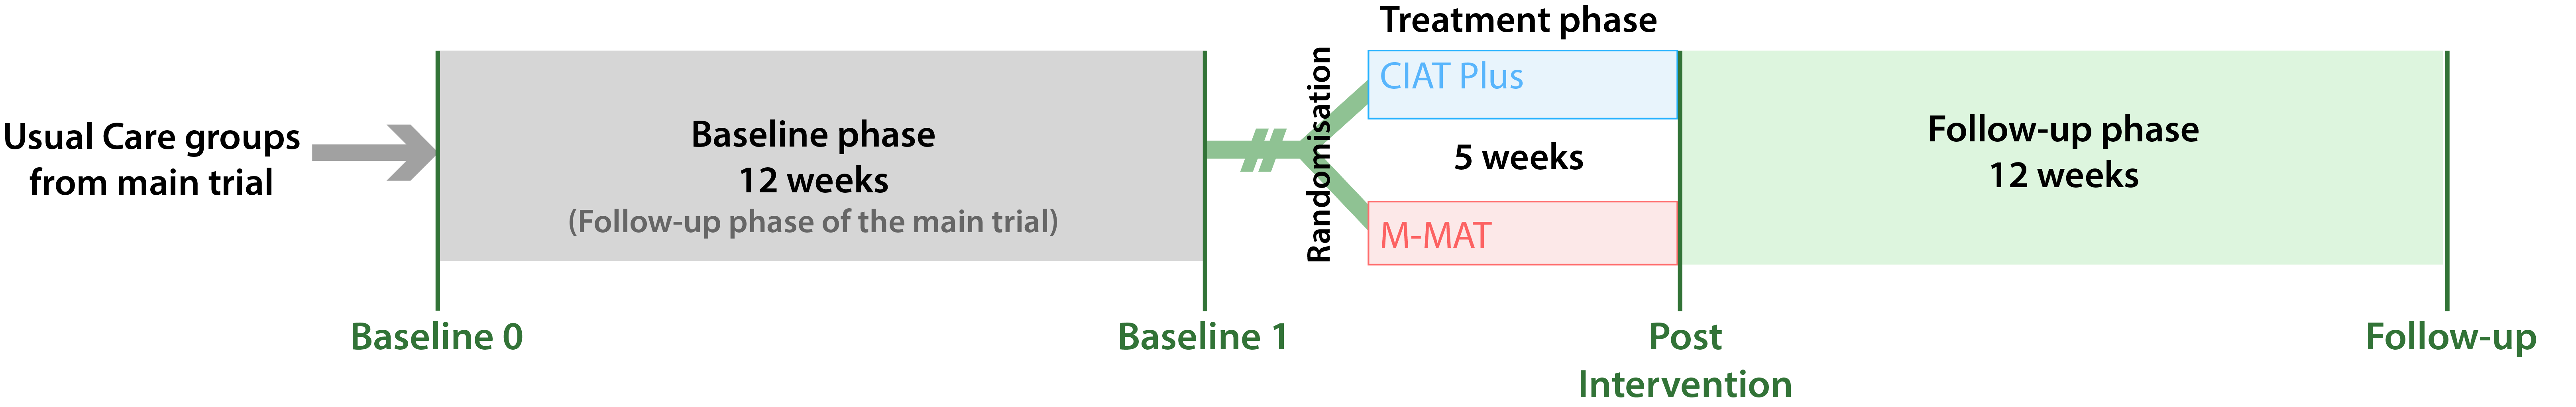 Usual Care groups
from main trial
Baseline phase
12 weeks
(Follow-up phase of the main trial)
Randomisation
Treatment phase
CIAT Plus
5 weeks
M-MAT
Follow-up phase
12 weeks
Baseline 0
Baseline 1
Post
Intervention
Follow-up